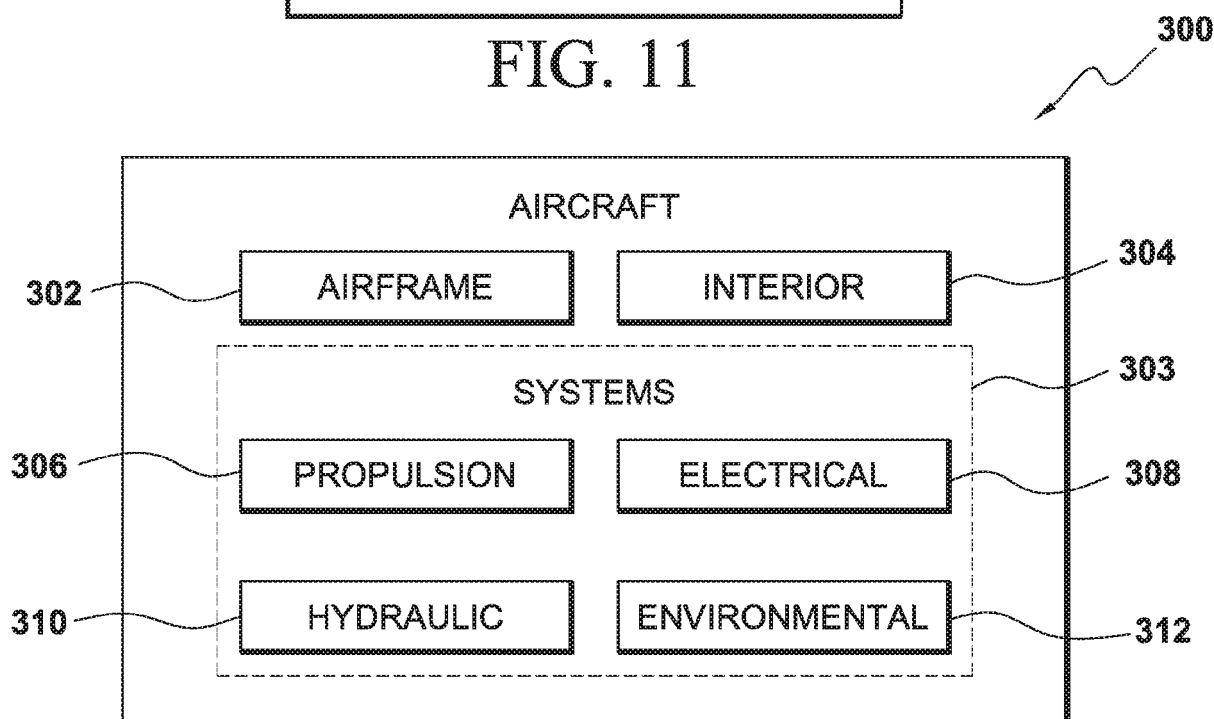 FIG. 11
300
AIRCRAFT
302 AIRFRAME INTERIOR 304
SYSTEMS 303
306 PROPULSION ELECTRICAL 308
310 HYDRAULIC ENVIRONMENTAL 312